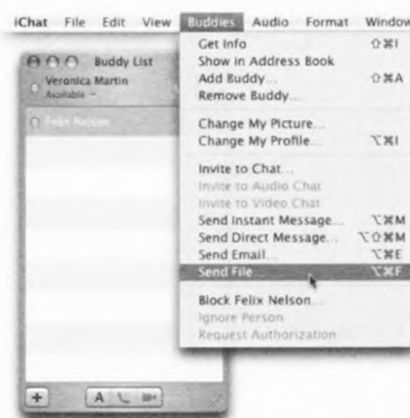 iChat File Edit View Buddies Audio Format Window
Buddy List
Veronica Martin
Available
Felix Nelson
A
Get Info ⇧⌘I
Show in Address Book
Add Buddy... ⇧⌘A
Remove Buddy...
Change My Picture...
Change My Profile... ⌥⌘I
Invite to Chat...
Invite to Audio Chat
Invite to Video Chat
Send Instant Message... ⌥⌘M
Send Direct Message... ⌥⇧⌘M
Send Email... ⌥⌘E
Send File... ⌥⌘F
Block Felix Nelson...
Ignore Person
Request Authorization